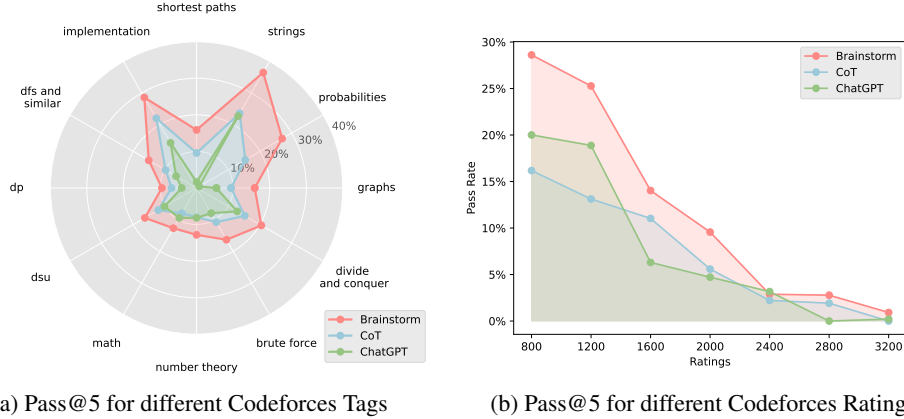 shortest paths
implementation
strings
dfs and
similar
probabilities
40%
30%
20%
10%
dp
graphs
dsu
divide
and conquer
math
brute force
number theory
Brainstorm
CoT
ChatGPT
a) Pass@5 for different Codeforces Tags
30%
25%
20%
15%
10%
5%
0%
Pass Rate
Brainstorm
CoT
ChatGPT
800 1200 1600 2000 2400 2800 3200
Ratings
(b) Pass@5 for different Codeforces Rating